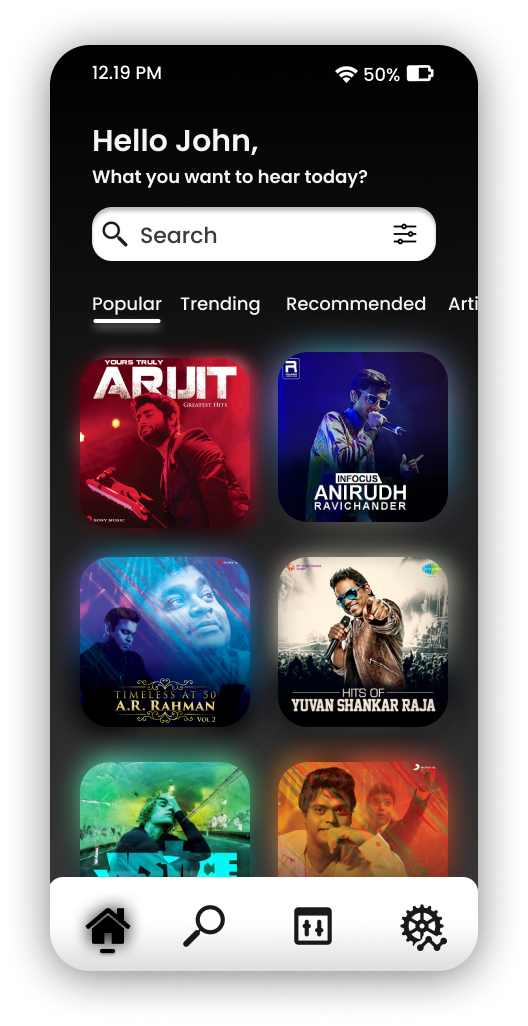 12.19 PM
50%
Hello John,
What you want to hear today?
Search
Popular Trending Recommended Arti
YOURS TRULY
ARIJIT
GREATEST HITS
SONY MUSIC
R
INFOCUS
ANIRUDH
RAVICHANDER
TIMELESS AT 50
A.R. RAHMAN
VOL 2
HITS OF
YUVAN SHANKAR RAJA
JUSTICE